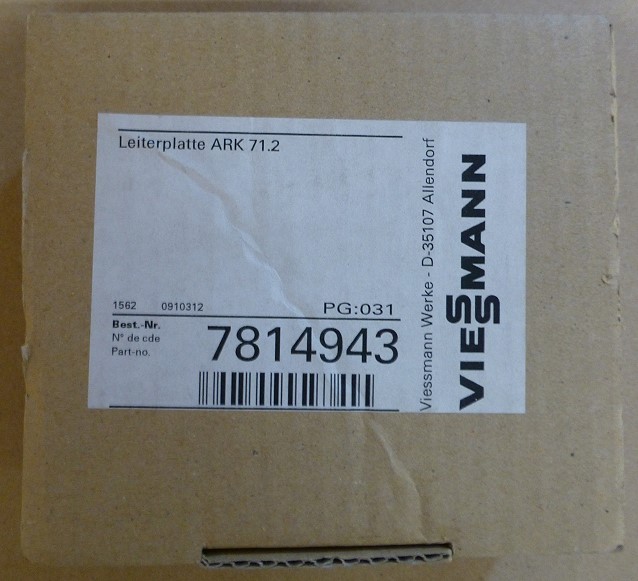 Leiterplatte ARK 71.2
1562 0910312 PG:031
Best.-Nr.
N° de cde
Part-no.
7814943
Viessmann Werke - D-35107 Allendorf
VIESSMANN